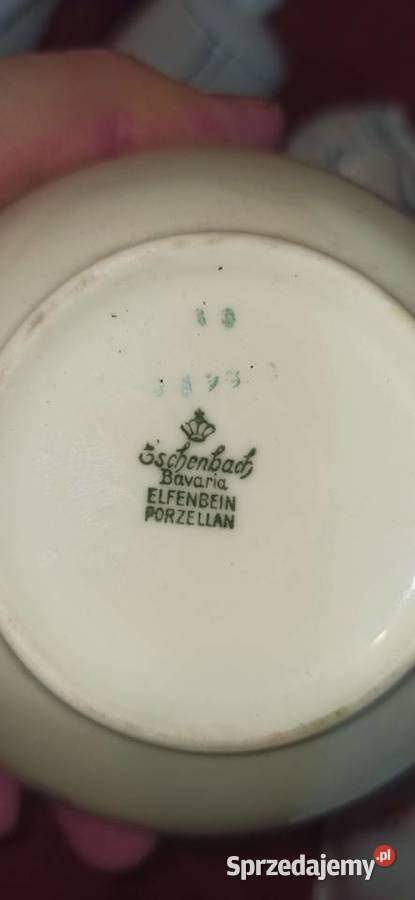 Eschenbach
Bavaria
ELFENBEIN
PORZELLAN
Sprzedajemy.pl